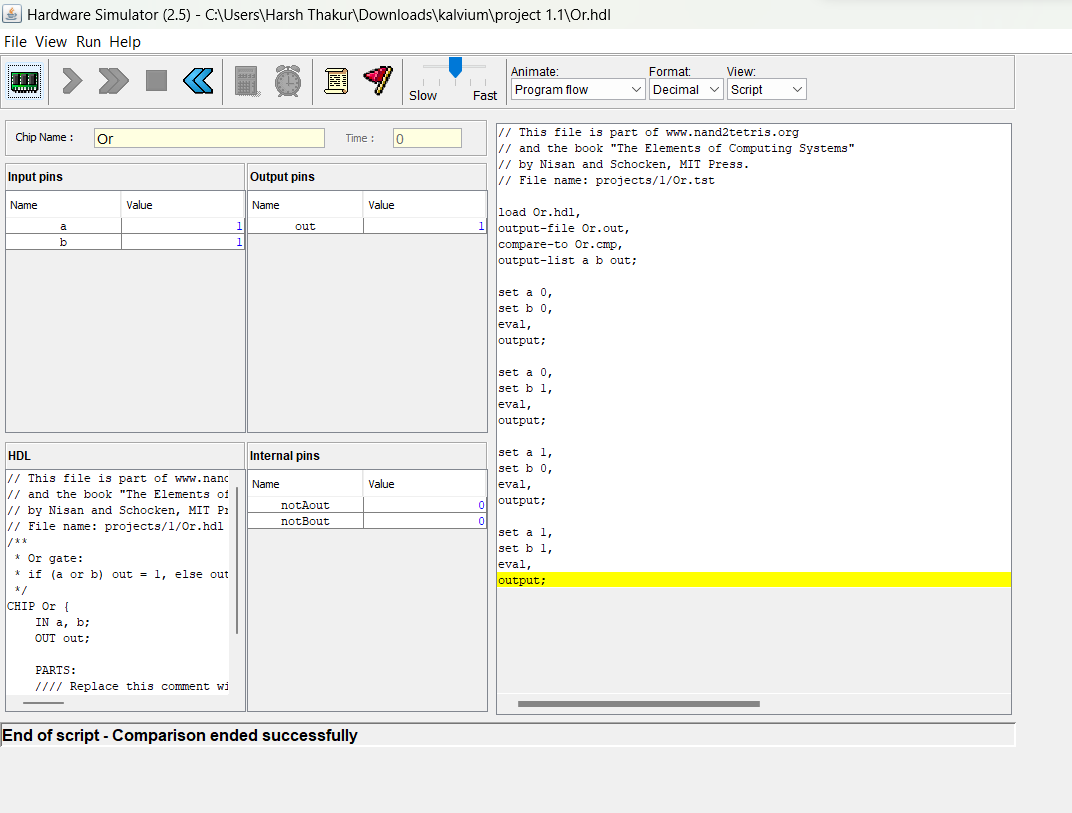 Hardware Simulator (2.5) - C:\Users\Harsh Thakur\Downloads\kalvium\project 1.1\Or.hdl
File View Run Help
Slow Fast
Animate: Format: View:
Program flow Decimal Script
Chip Name : Or Time : 0
Input pins
Name Value
a 1
b 1
Output pins
Name Value
out 1
HDL
// This file is part of www.nand
// and the book "The Elements of
// by Nisan and Schocken, MIT Pr
// File name: projects/1/Or.hdl
/**
* Or gate:
* if (a or b) out = 1, else out
*/
CHIP Or {
IN a, b;
OUT out;
PARTS:
//// Replace this comment wi
Internal pins
Name Value
notAout 0
notBout 0
// This file is part of www.nand2tetris.org
// and the book "The Elements of Computing Systems"
// by Nisan and Schocken, MIT Press.
// File name: projects/1/Or.tst
load Or.hdl,
output-file Or.out,
compare-to Or.cmp,
output-list a b out;
set a 0,
set b 0,
eval,
output;
set a 0,
set b 1,
eval,
output;
set a 1,
set b 0,
eval,
output;
set a 1,
set b 1,
eval,
output;
End of script - Comparison ended successfully